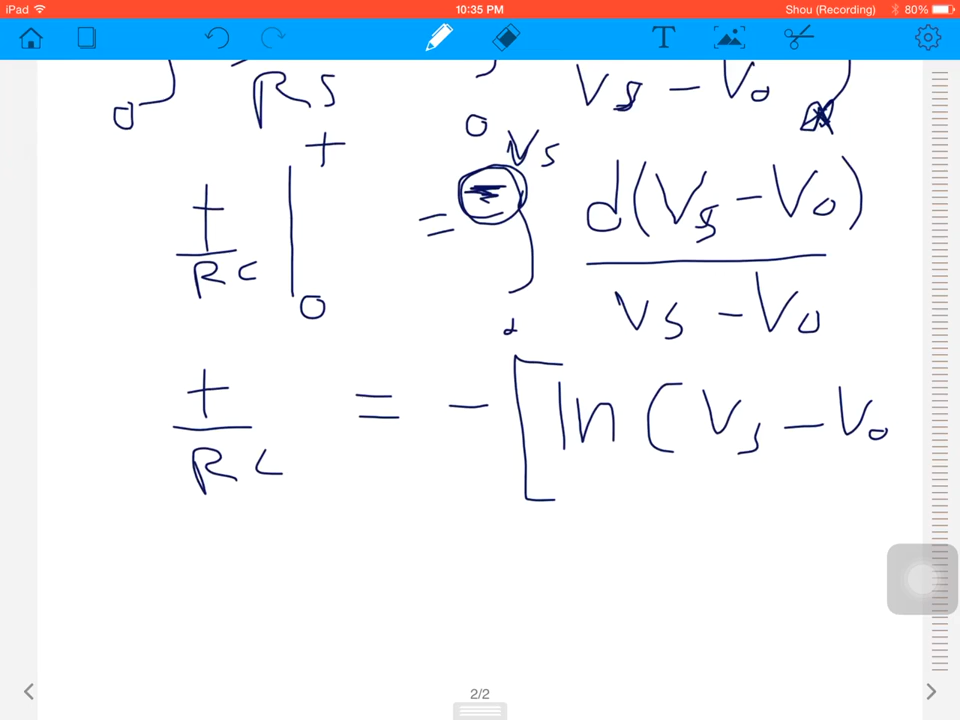 iPad 10:35 PM Shou (Recording) 80%
T
0 RS 0 Vs - Vo
t Vs
t/RC | 0 = - ∫ d(Vs - Vo)/Vs - Vo
t/RC = - [ ln ( Vs - Vo
2/2